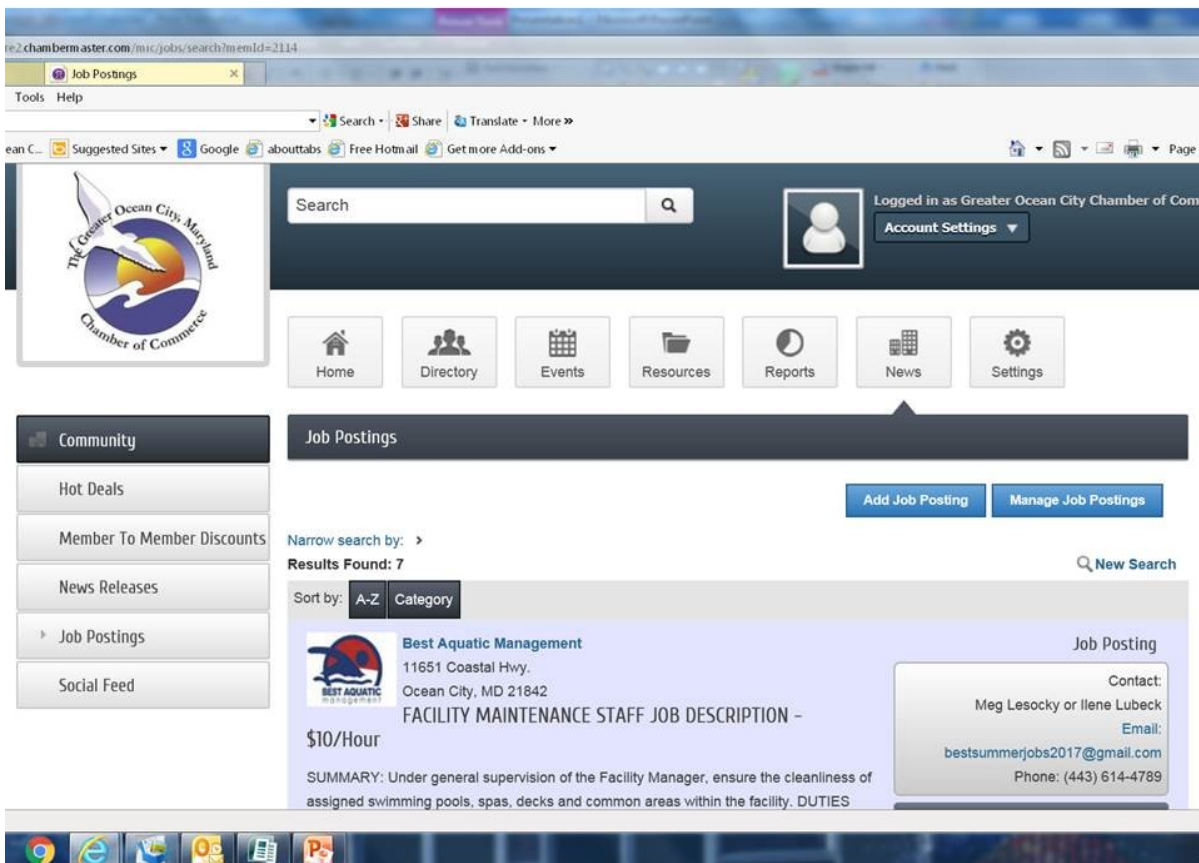 re2.chambermaster.com/mic/jobs/search?memId=2114
Job Postings
Tools Help
Search Share Translate More »
ean C... Suggested Sites Google abouttabs Free Hotmail Get more Add-ons Page
The Greater Ocean City, Maryland
Chamber of Commerce
Search
Logged in as Greater Ocean City Chamber of Com
Account Settings
Home Directory Events Resources Reports News Settings
Community
Hot Deals
Member To Member Discounts
News Releases
Job Postings
Social Feed
Job Postings
Add Job Posting Manage Job Postings
Narrow search by: >
Results Found: 7
New Search
Sort by: A-Z Category
BEST AQUATIC
management
Best Aquatic Management
11651 Coastal Hwy.
Ocean City, MD 21842
FACILITY MAINTENANCE STAFF JOB DESCRIPTION -
$10/Hour
SUMMARY: Under general supervision of the Facility Manager, ensure the cleanliness of
assigned swimming pools, spas, decks and common areas within the facility. DUTIES
Job Posting
Contact:
Meg Lesocky or Ilene Lubeck
Email:
bestsummerjobs2017@gmail.com
Phone: (443) 614-4789